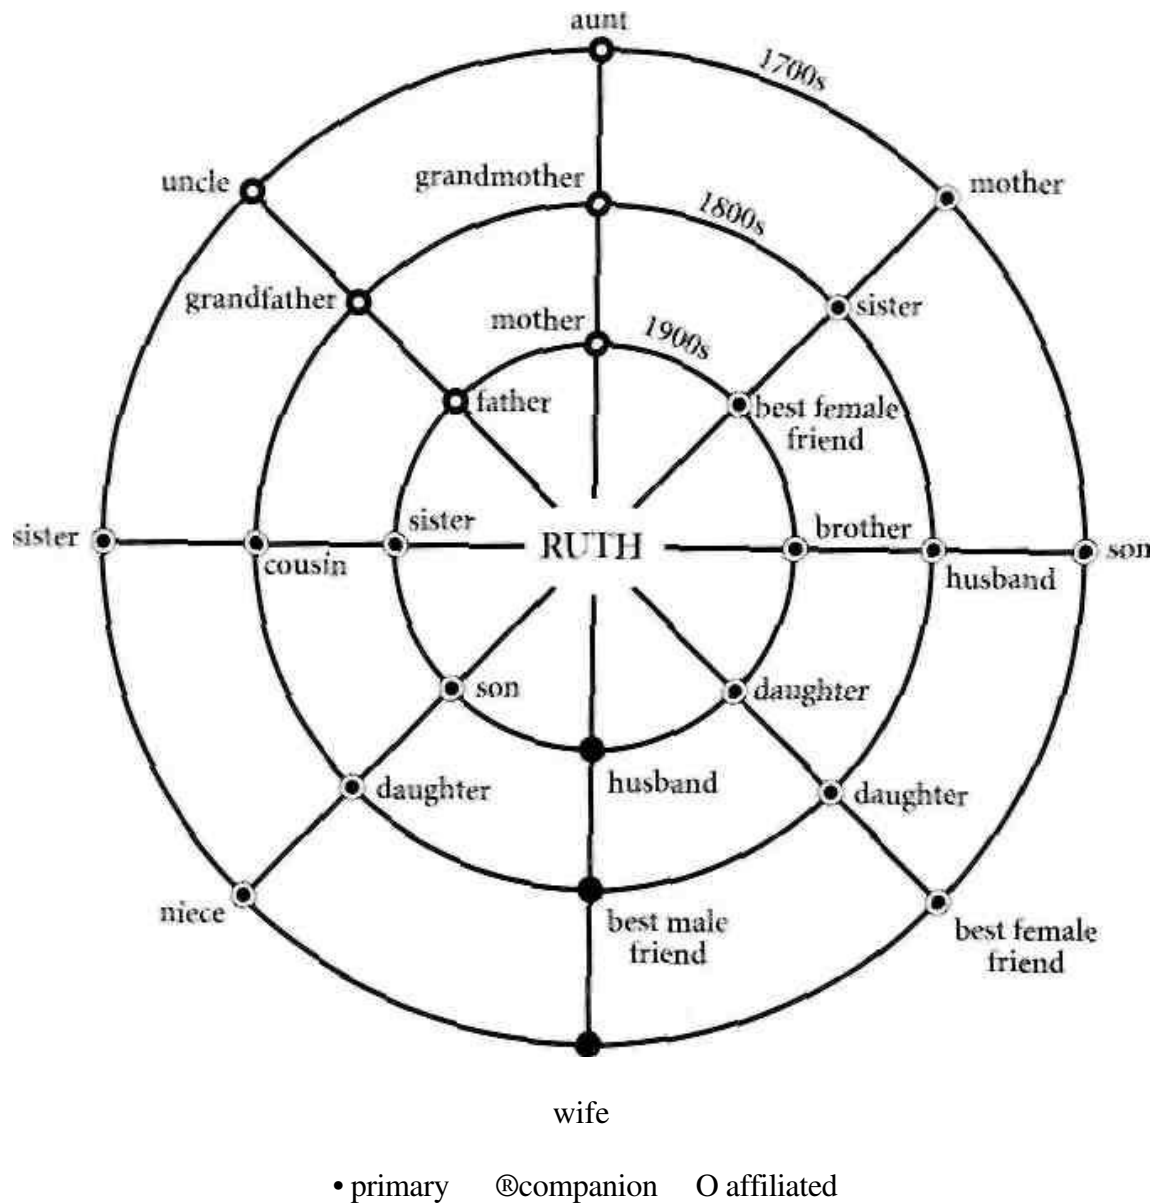 aunt
1700s
uncle
grandmother
mother
1800s
grandfather
mother
sister
1900s
father
best female
friend
sister
sister
cousin
RUTH
brother
husband
son
son
daughter
daughter
husband
daughter
niece
best male
friend
best female
friend
wife
• primary ®companion O affiliated